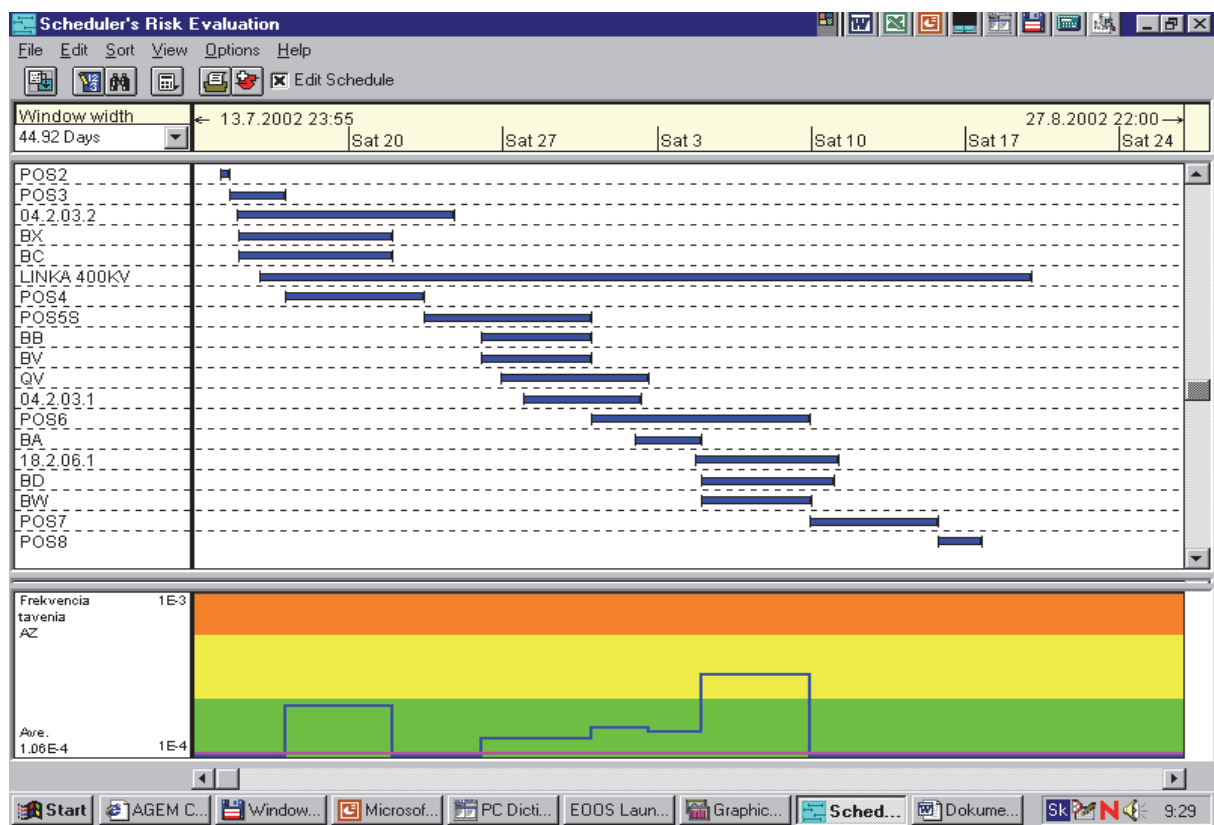 Scheduler's Risk Evaluation
File Edit Sort View Options Help
Edit Schedule
Window width
44.92 Days
← 13.7.2002 23:55
27.8.2002 22:00→
Sat 20 Sat 27 Sat 3 Sat 10 Sat 17 Sat 24
POS2
POS3
04.2.03.2
BX
BC
LINKA 400KV
POS4
POS5S
BB
BV
QV
04.2.03.1
POS6
BA
18.2.06.1
BD
BW
POS7
POS8
Frekvencia 1E-3
tavenia
AZ
Ave.
1.06E-4 1E-4
Start AGEM C... Window... Microsof... PC Dicti... EOOS Laun... Graphic... Sched... Dokume... Sk N 9:29